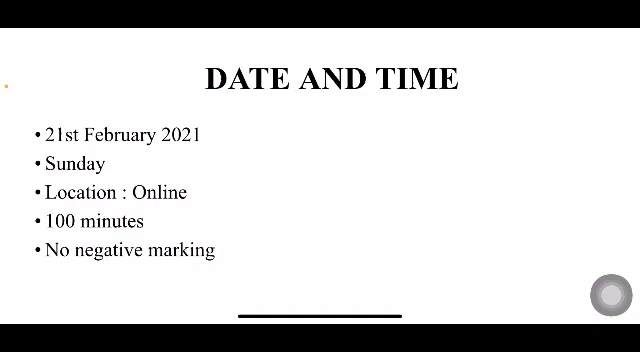 DATE AND TIME
• 21st February 2021
• Sunday
• Location : Online
• 100 minutes
• No negative marking